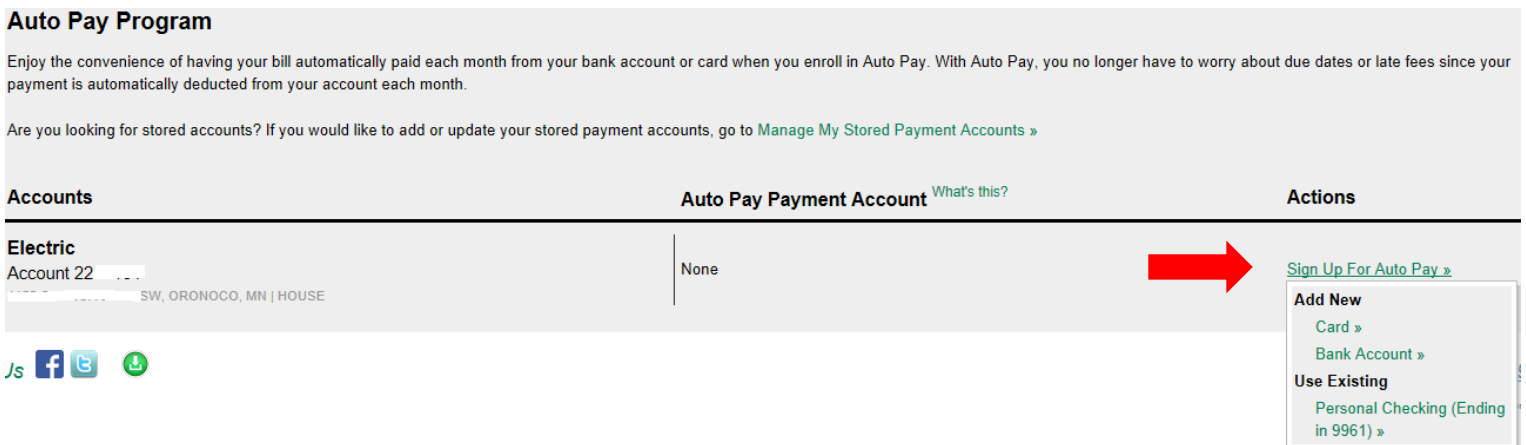 Auto Pay Program
Enjoy the convenience of having your bill automatically paid each month from your bank account or card when you enroll in Auto Pay. With Auto Pay, you no longer have to worry about due dates or late fees since your
payment is automatically deducted from your account each month.
Are you looking for stored accounts? If you would like to add or update your stored payment accounts, go to Manage My Stored Payment Accounts »
Accounts
Auto Pay Payment Account What's this?
Actions
Electric
Account 22
SW, ORONOCO, MN | HOUSE
None
Sign Up For Auto Pay »
Add New
Card »
Bank Account »
Use Existing
Personal Checking (Ending
in 9961) »